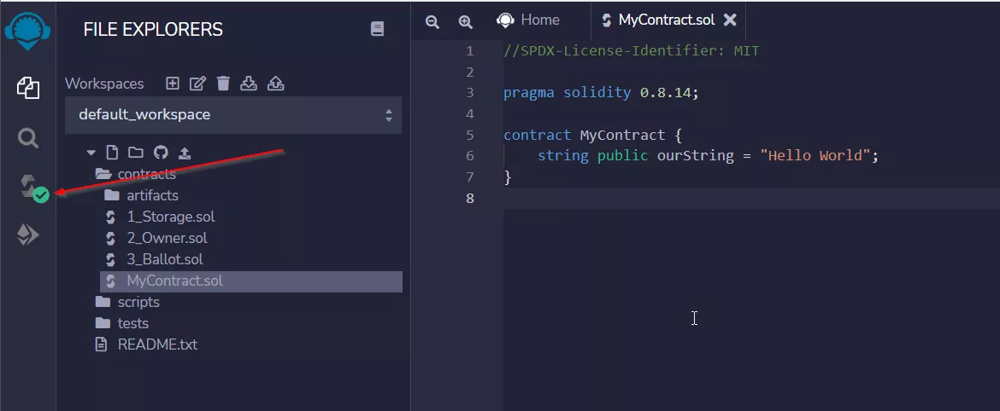 FILE EXPLORERS
Workspaces
default_workspace
contracts
artifacts
1_Storage.sol
2_Owner.sol
3_Ballot.sol
MyContract.sol
scripts
tests
README.txt
Home
MyContract.sol
1 //SPDX-License-Identifier: MIT
2
3 pragma solidity 0.8.14;
4
5 contract MyContract {
6     string public ourString = "Hello World";
7 }
8